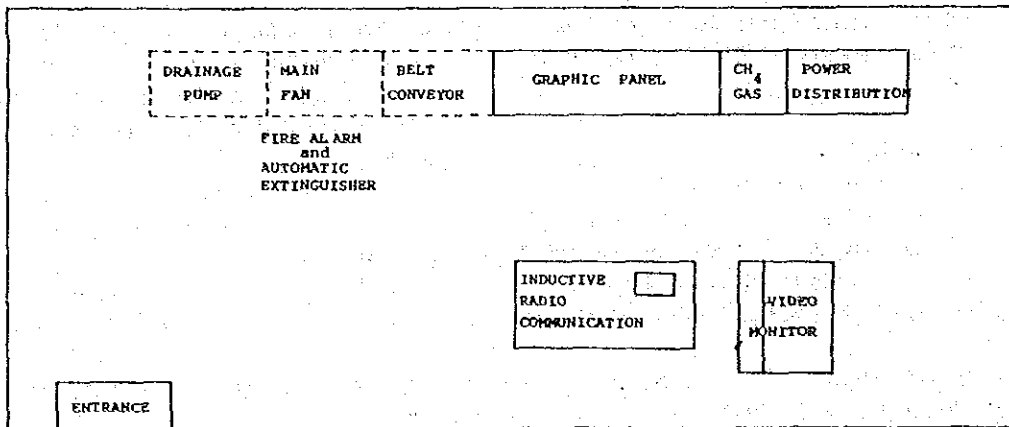 DRAINAGE
PUMP
MAIN
FAN
BELT
CONVEYOR
GRAPHIC PANEL
CH4
GAS
POWER
DISTRIBUTION
FIRE ALARM
and
AUTOMATIC
EXTINGUISHER
INDUCTIVE
RADIO
COMMUNICATION
VIDEO
MONITOR
ENTRANCE